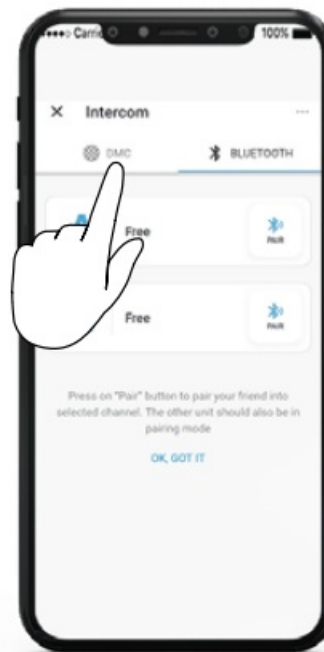 Carri 100%
× Intercom ...
DMC BLUETOOTH
Free
PAIR
Free
PAIR
Press on "Pair" button to pair your friend into
selected channel. The other unit should also be in
pairing mode
OK, GOT IT